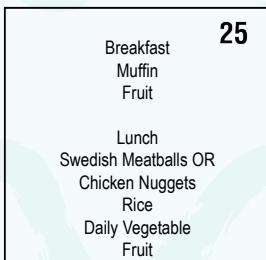 25
Breakfast
Muffin
Fruit
Lunch
Swedish Meatballs OR
Chicken Nuggets
Rice
Daily Vegetable
Fruit